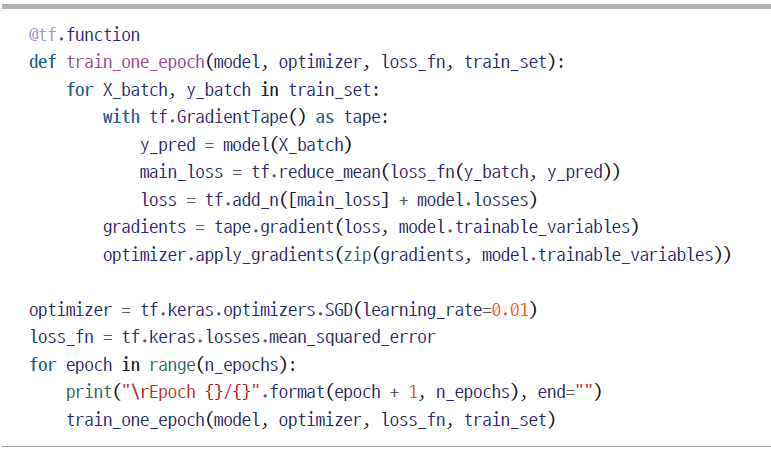 @tf.function
def train_one_epoch(model, optimizer, loss_fn, train_set):
    for X_batch, y_batch in train_set:
        with tf.GradientTape() as tape:
            y_pred = model(X_batch)
            main_loss = tf.reduce_mean(loss_fn(y_batch, y_pred))
            loss = tf.add_n([main_loss] + model.losses)
        gradients = tape.gradient(loss, model.trainable_variables)
        optimizer.apply_gradients(zip(gradients, model.trainable_variables))

optimizer = tf.keras.optimizers.SGD(learning_rate=0.01)
loss_fn = tf.keras.losses.mean_squared_error
for epoch in range(n_epochs):
    print("\rEpoch {}/{}".format(epoch + 1, n_epochs), end="")
    train_one_epoch(model, optimizer, loss_fn, train_set)